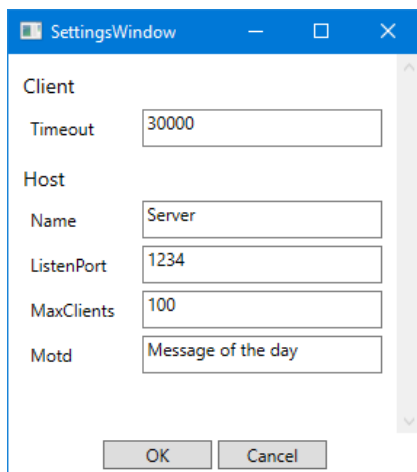 SettingsWindow
Client
Timeout 30000
Host
Name Server
ListenPort 1234
MaxClients 100
Motd Message of the day
OK Cancel